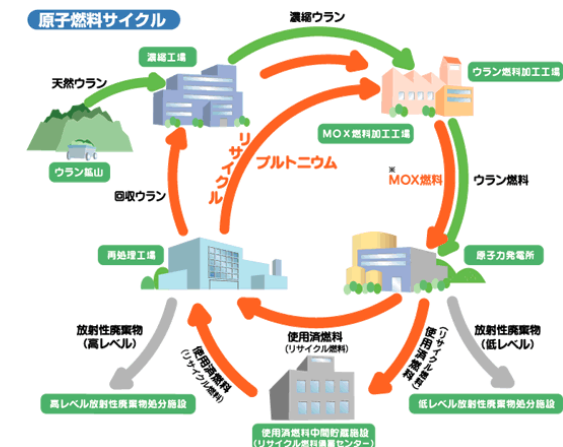 原子燃料サイクル
濃縮ウラン
濃縮工場
天然ウラン
ウラン燃料加工工場
MOX燃料加工工場
ウラン鉱山
リサイクル
プルトニウム
※
MOX燃料
ウラン燃料
回収ウラン
再処理工場
原子力発電所
放射性廃棄物
(高レベル)
使用済燃料
(リサイクル燃料)
使用済燃料
(リサイクル燃料)
使用済燃料
(リサイクル燃料)
放射性廃棄物
(低レベル)
高レベル放射性廃棄物処分施設
使用済燃料中間貯蔵施設
(リサイクル燃料備蓄センター)
低レベル放射性廃棄物処分施設